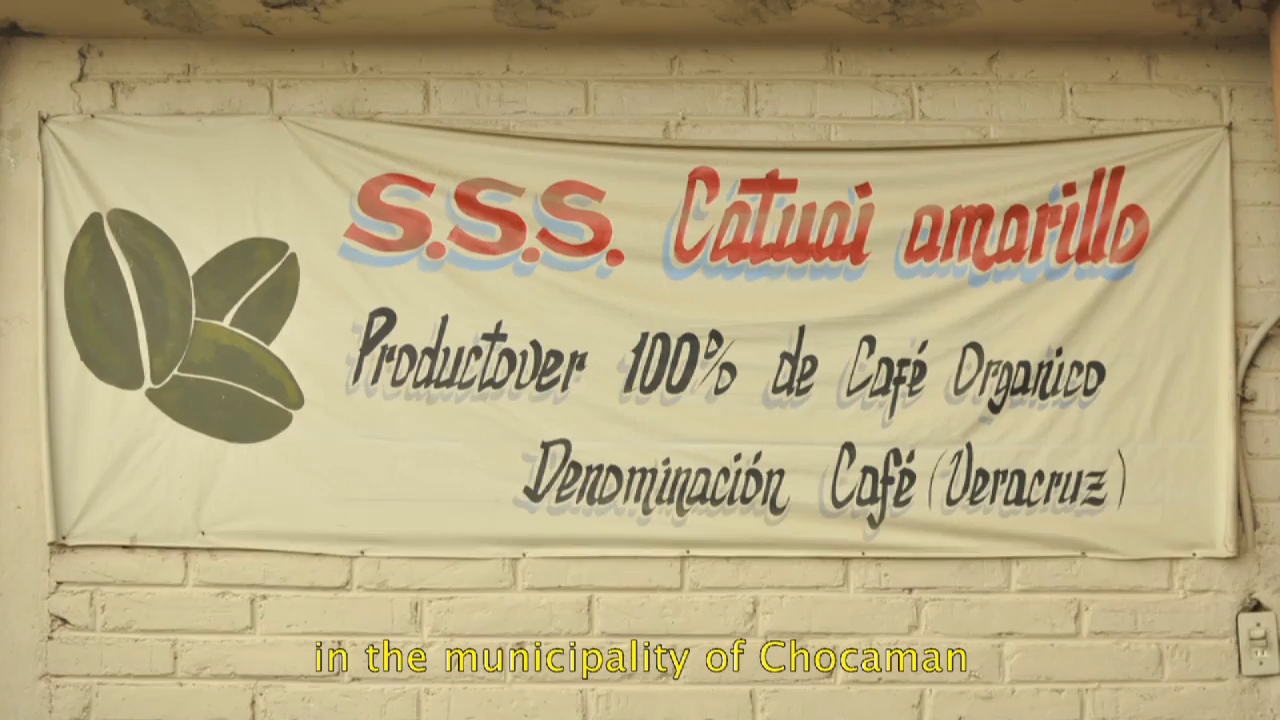 S.S.S. Catuai amarillo
Productover 100% de Café Organico
Denominación Café (Veracruz)
in the municipality of Chocaman